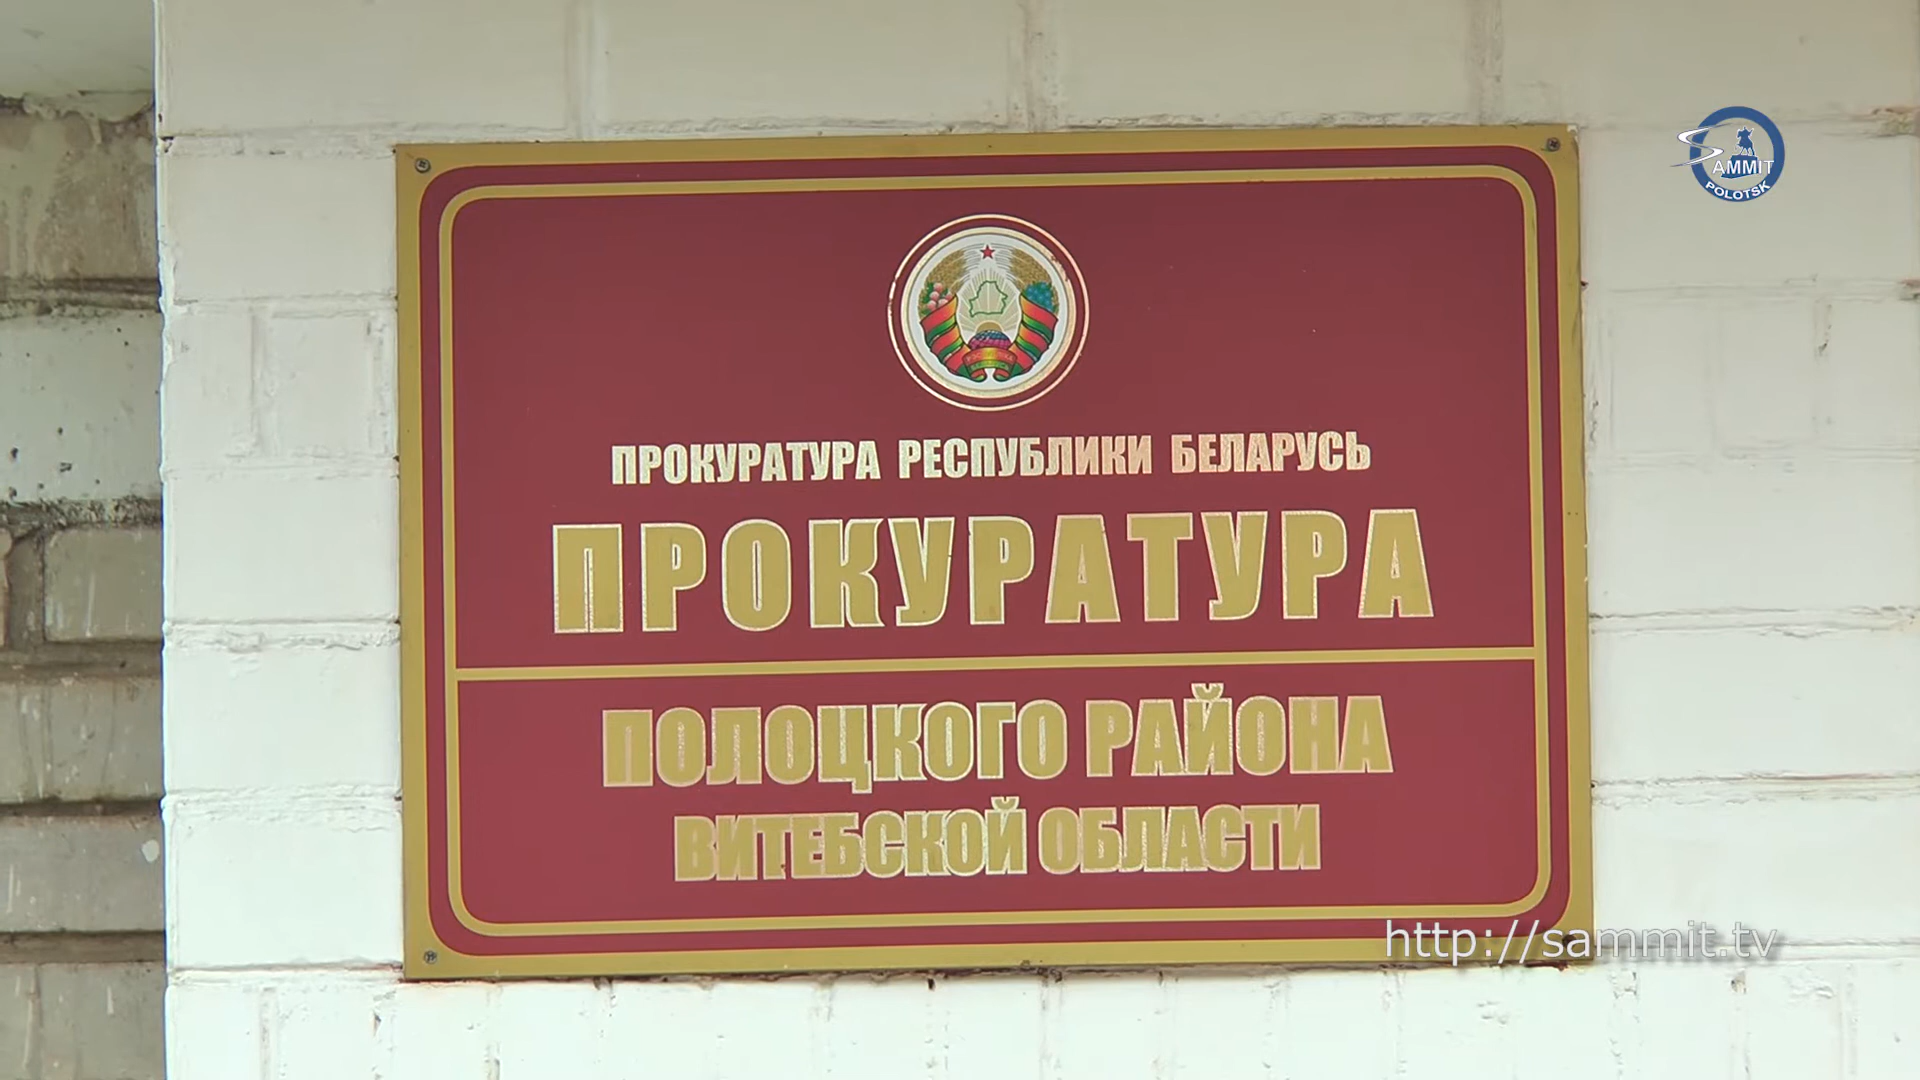 SAMMIT
POLOTSK
ПРОКУРАТУРА РЕСПУБЛИКИ БЕЛАРУСЬ
ПРОКУРАТУРА
ПОЛОЦКОГО РАЙОНА
ВИТЕБСКОЙ ОБЛАСТИ
http://sammit.tv